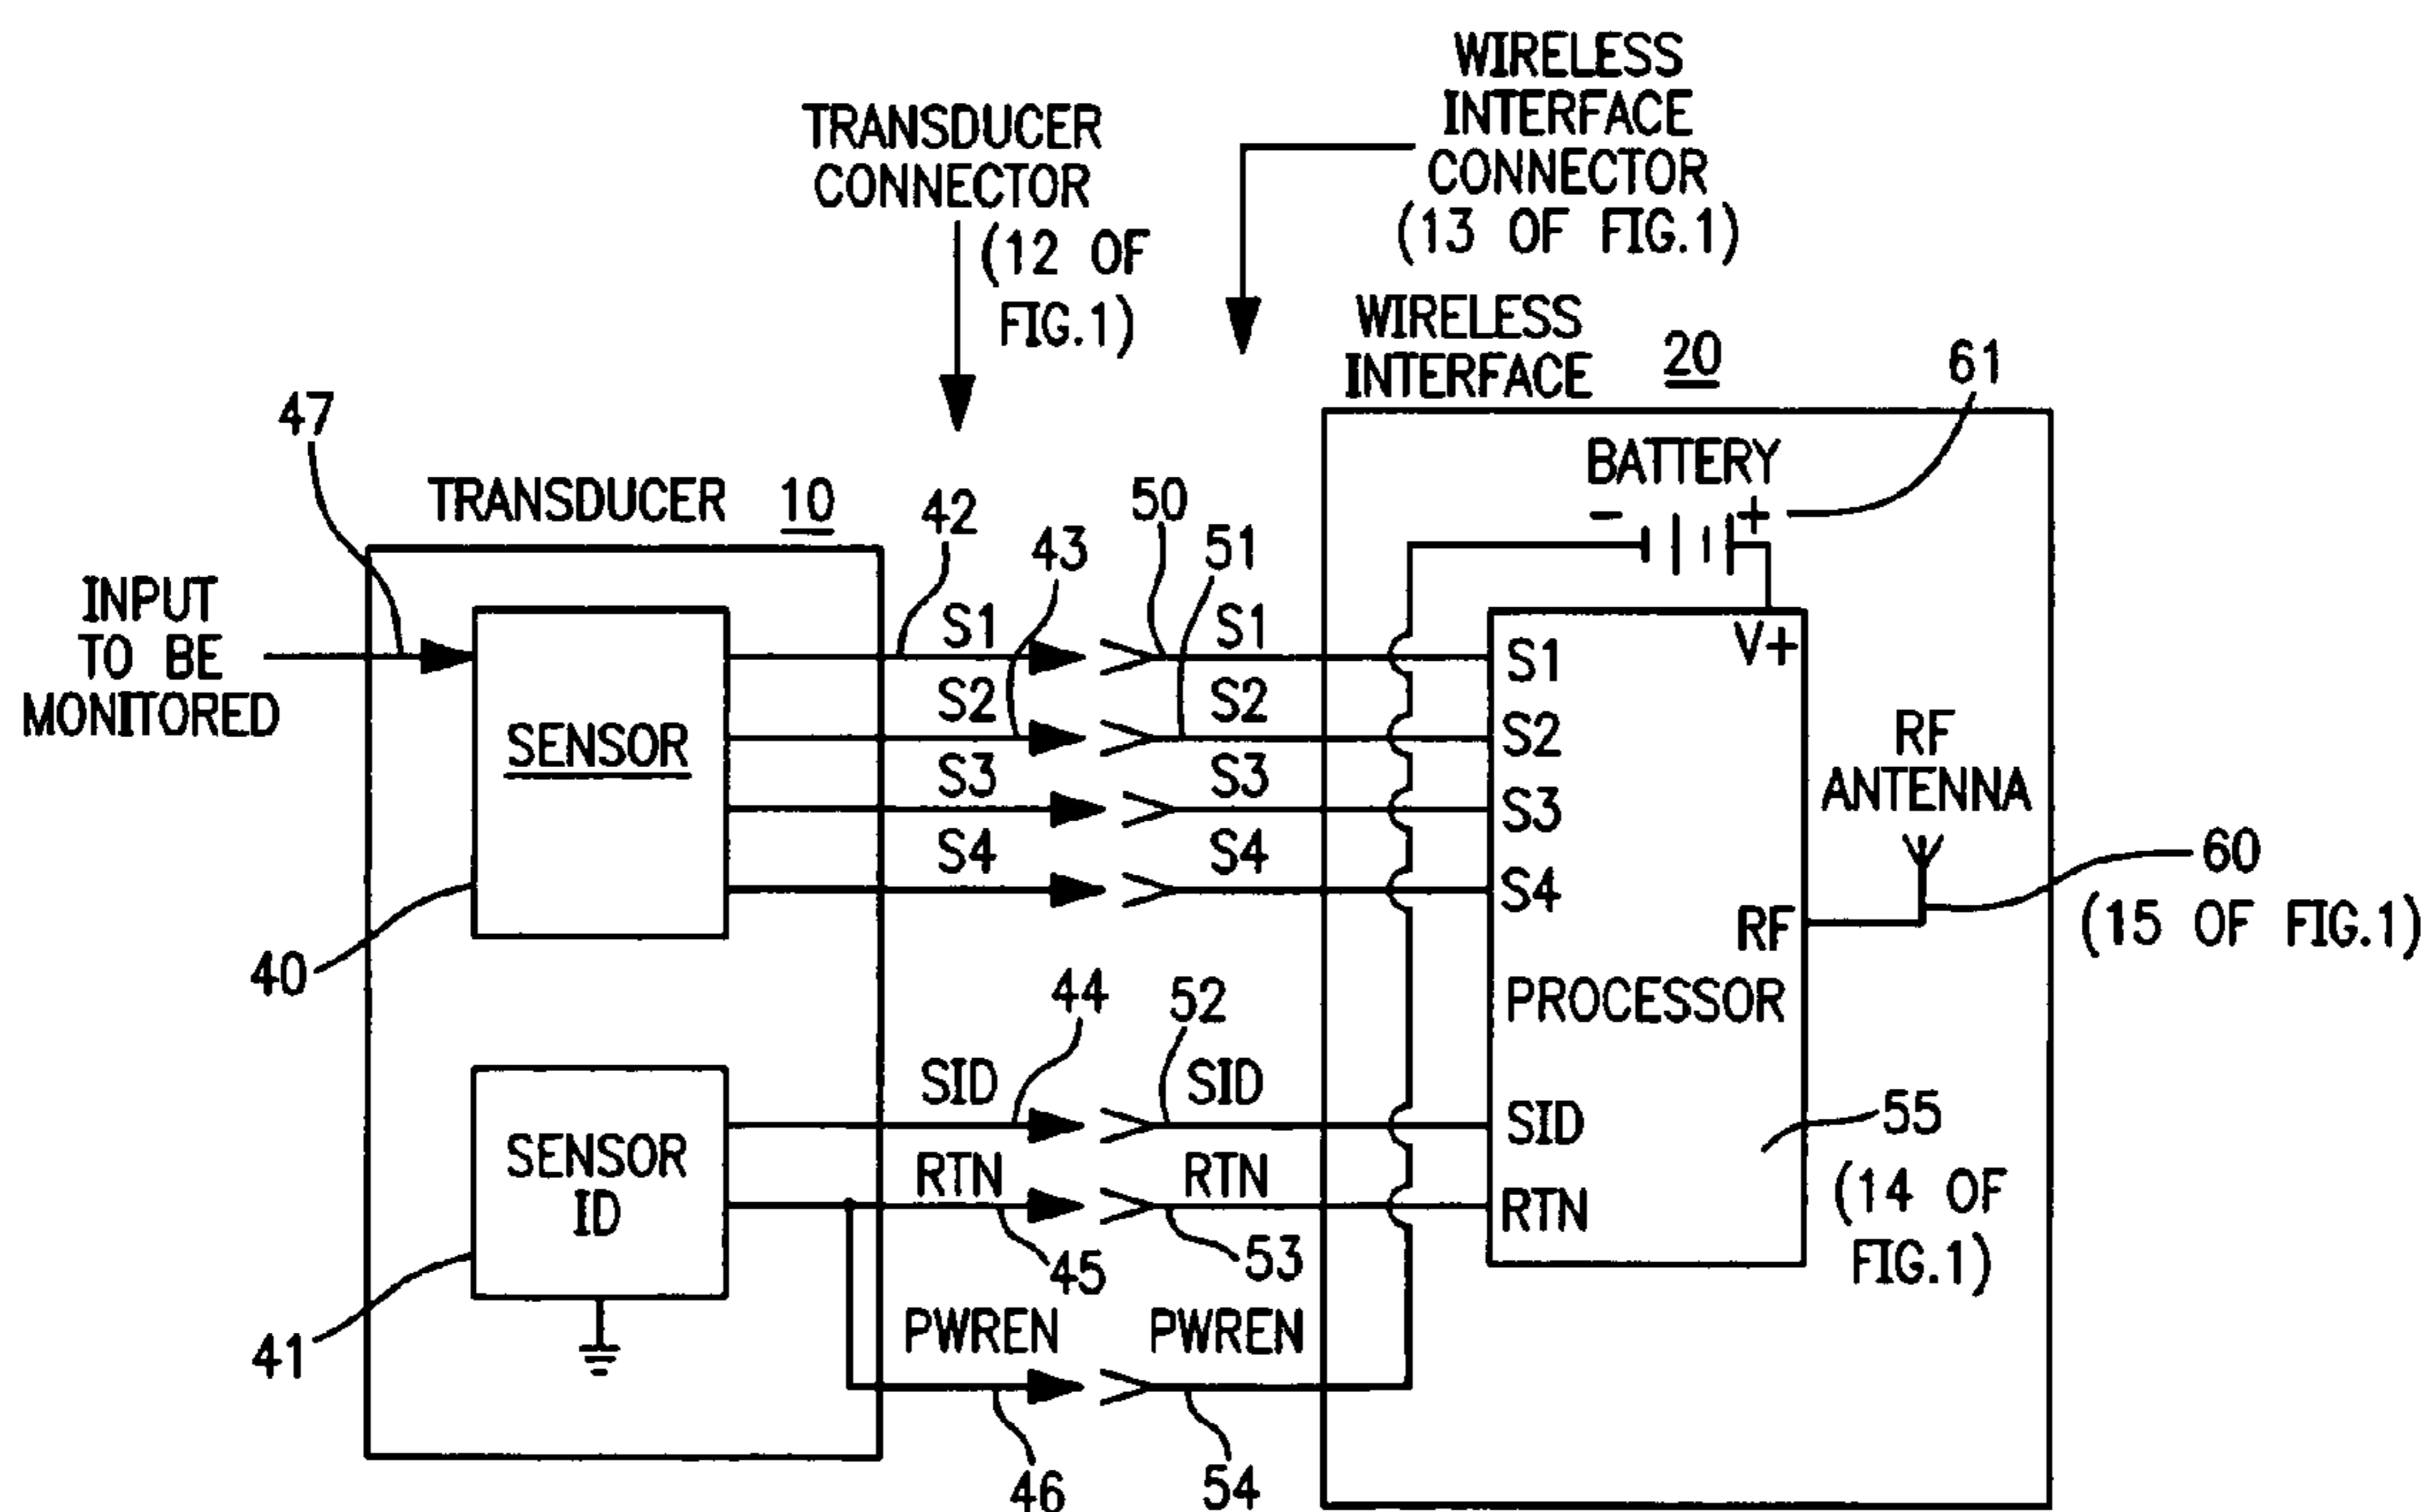 WIRELESS
INTERFACE
CONNECTOR
(13 OF FIG.1)
TRANSDUCER
CONNECTOR
(12 OF
FIG.1)
WIRELESS
INTERFACE
20
61
47
TRANSDUCER 10
42
43
50
51
BATTERY
- +
INPUT
TO BE
MONITORED
SENSOR
40
S1
S2
S3
S4
S1
S2
S3
S4
S1
S2
S3
S4
V+
RF
PROCESSOR
RF
ANTENNA
60
(15 OF FIG.1)
44
52
SENSOR
ID
41
SID
RTN
PWREN
SID
RTN
PWREN
SID
RTN
45
53
46
54
55
(14 OF
FIG.1)